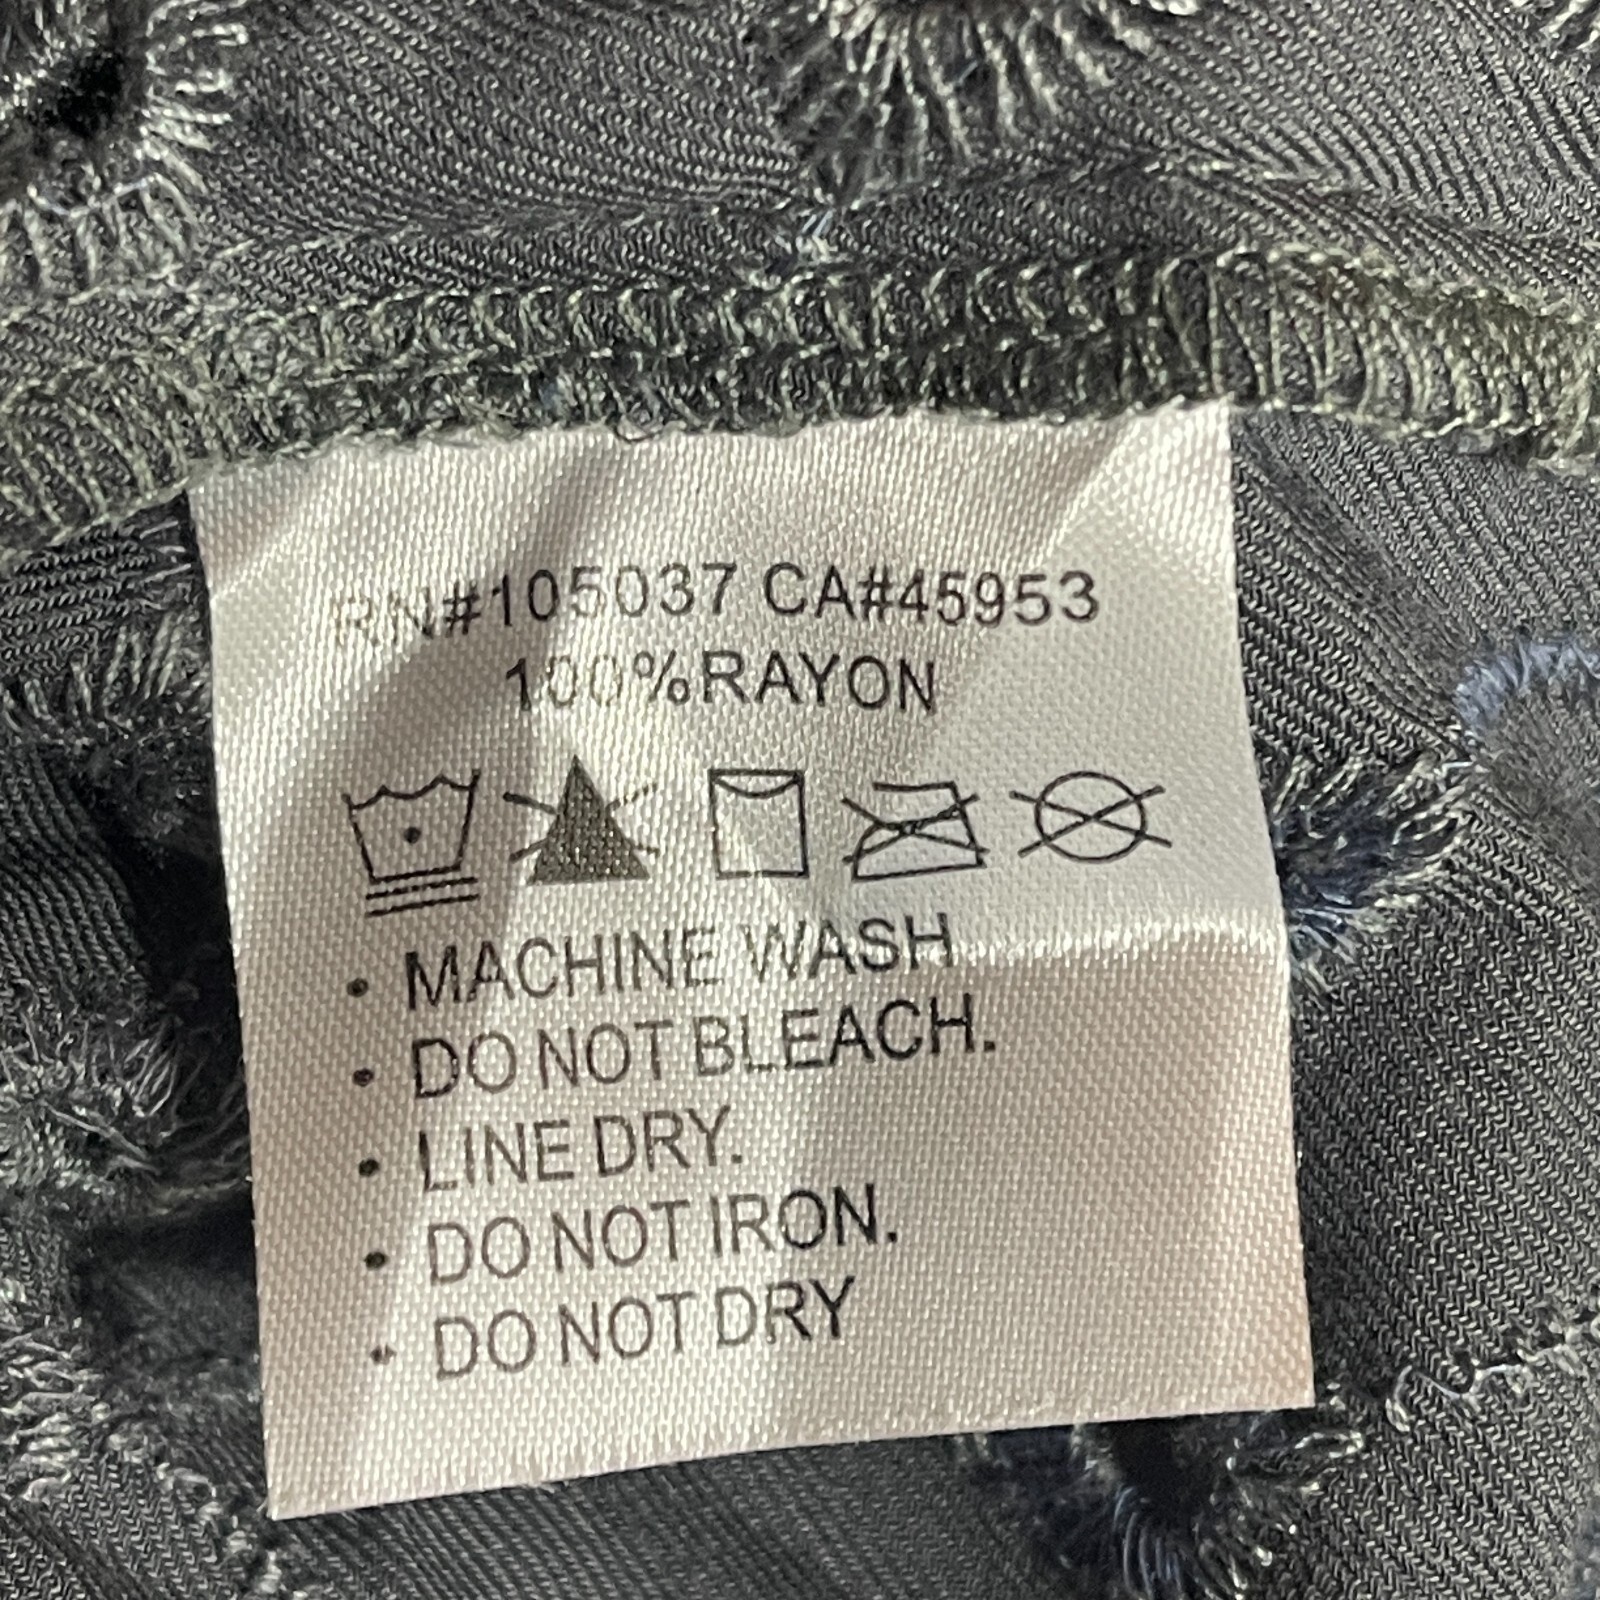 RN#105037 CA#45953
100%RAYON
• MACHINE WASH
• DO NOT BLEACH.
• LINE DRY.
• DO NOT IRON.
• DO NOT DRY